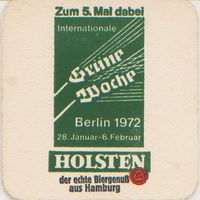 Zum 5. Mal dabei
Internationale
Grüne
Woche
Berlin 1972
28. Januar-6. Februar
HOLSTEN
der echte Biergenuß
aus Hamburg